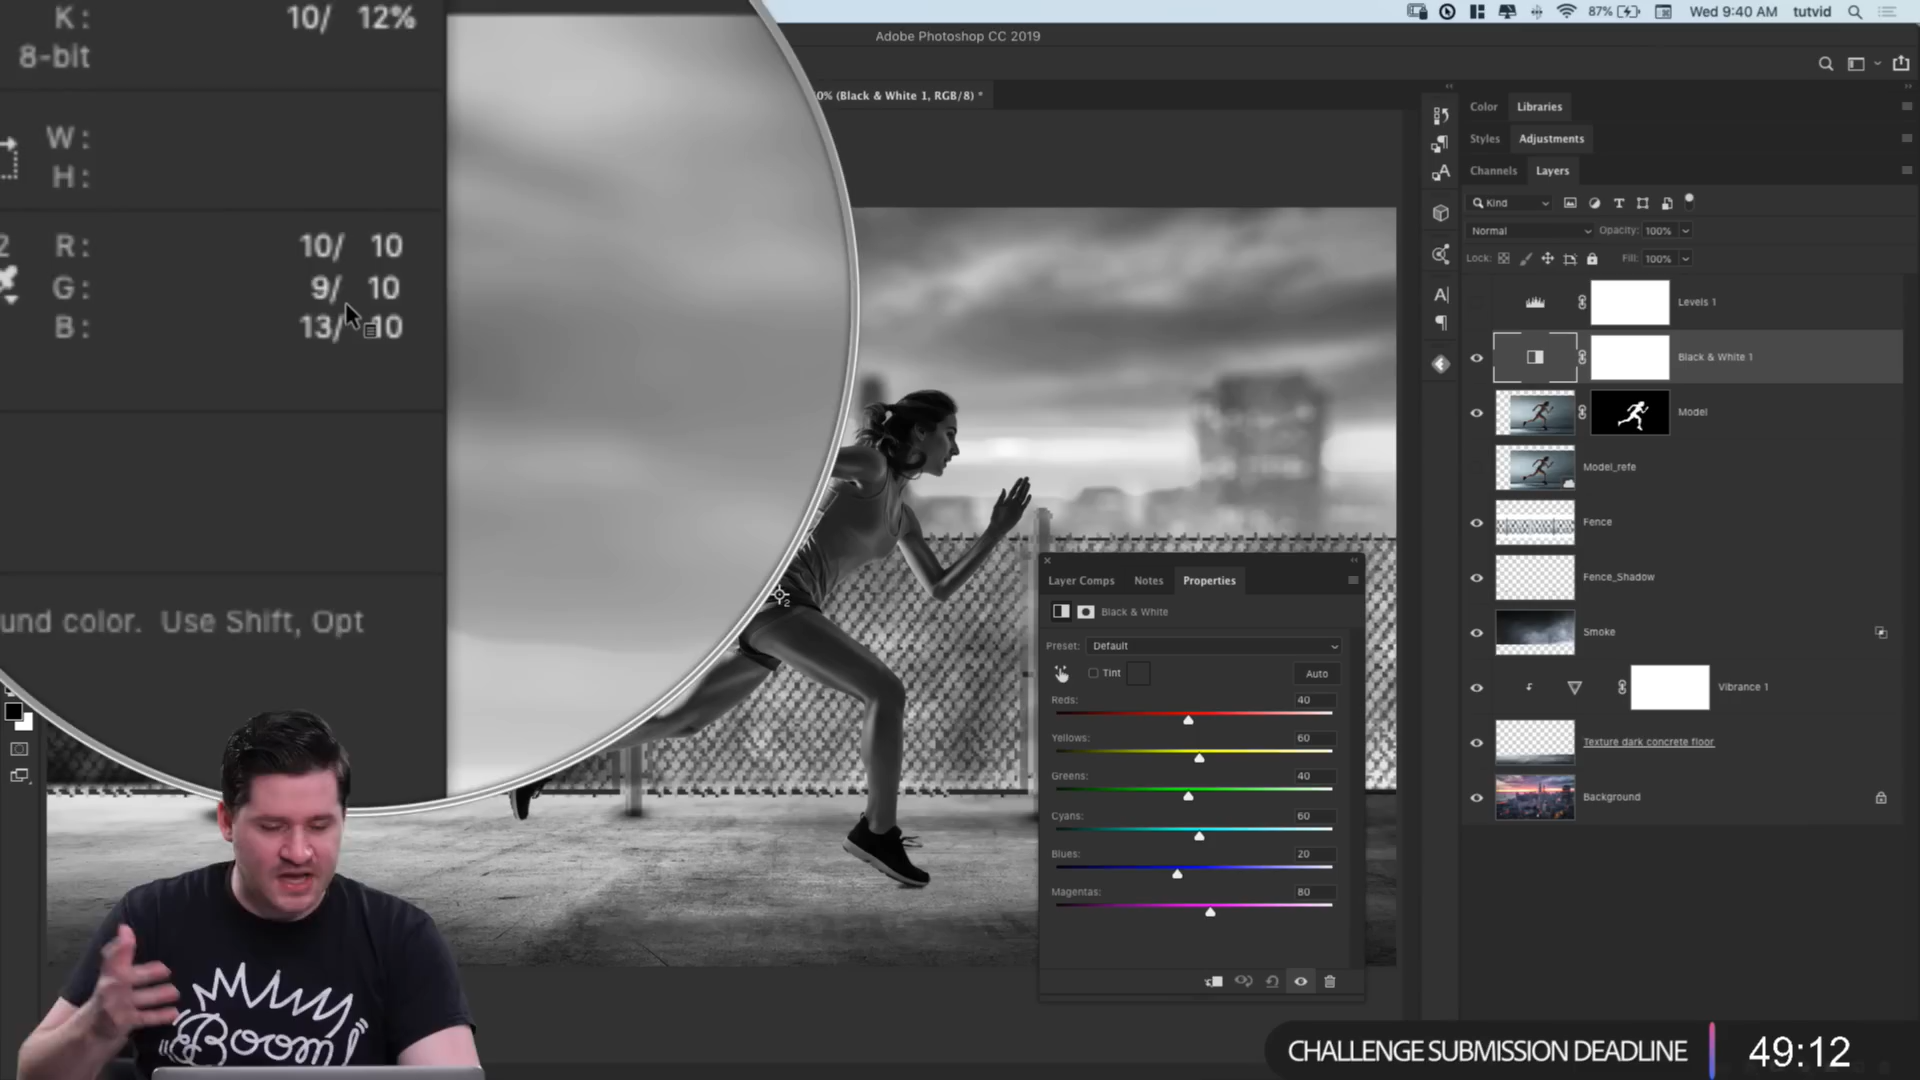 K: 10/ 12%
8-bit
W:
H:
2 R: 10/ 10
G: 9/ 10
B: 13/ 10
und color. Use Shift, Opt
87%
Wed 9:40 AM
tutvid
Adobe Photoshop CC 2019
0% (Black & White 1, RGB/8) *
Color Libraries
Styles Adjustments
Channels Layers
Kind
Normal Opacity: 100%
Lock: Fill: 100%
Levels 1
Black & White 1
Model
Model_refe
Fence
Fence_Shadow
Smoke
Vibrance 1
Texture dark concrete floor
Background
2
Layer Comps Notes Properties
Black & White
Preset: Default
Tint Auto
Reds: 40
Yellows: 60
Greens: 40
Cyans: 60
Blues: 20
Magentas: 80
Boom!
CHALLENGE SUBMISSION DEADLINE 49:12